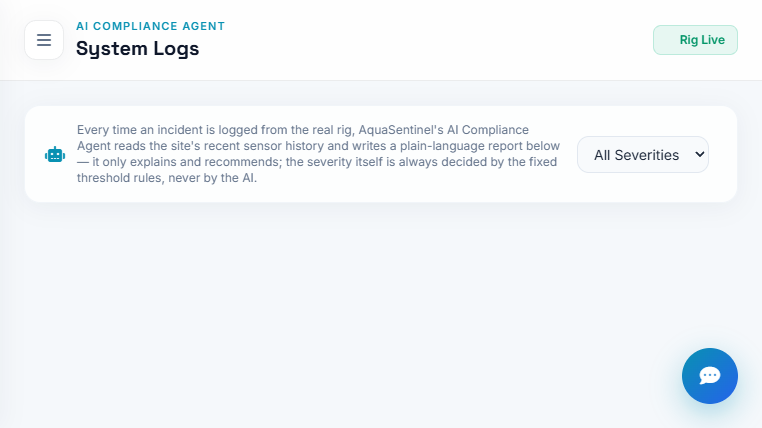 AI COMPLIANCE AGENT
System Logs
Rig Live
Every time an incident is logged from the real rig, AquaSentinel's AI Compliance
Agent reads the site's recent sensor history and writes a plain-language report below
— it only explains and recommends; the severity itself is always decided by the fixed
threshold rules, never by the AI.
All Severities